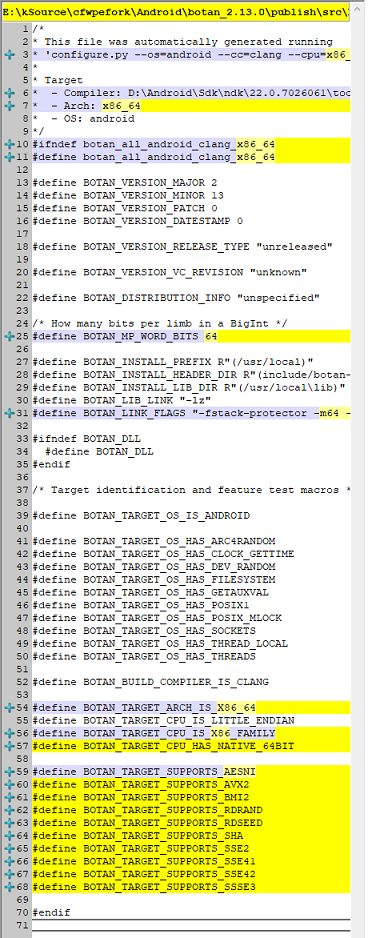 E:\kSource\cfwpefork\Android\botan_2.13.0\publish\src\
1 /*
2 * This file was automatically generated running
3 * 'configure.py --os=android --cc=clang --cpu=x86_
4 *
5 * Target
6 * - Compiler: D:\Android\Sdk\ndk\22.0.7026061\too
7 * - Arch: x86_64
8 * - OS: android
9 */
10 #ifndef botan_all_android_clang_x86_64
11 #define botan_all_android_clang_x86_64
12
13 #define BOTAN_VERSION_MAJOR 2
14 #define BOTAN_VERSION_MINOR 13
15 #define BOTAN_VERSION_PATCH 0
16 #define BOTAN_VERSION_DATESTAMP 0
17
18 #define BOTAN_VERSION_RELEASE_TYPE "unreleased"
19
20 #define BOTAN_VERSION_VC_REVISION "unknown"
21
22 #define BOTAN_DISTRIBUTION_INFO "unspecified"
23
24 /* How many bits per limb in a BigInt */
25 #define BOTAN_MP_WORD_BITS 64
26
27 #define BOTAN_INSTALL_PREFIX R"(/usr/local)"
28 #define BOTAN_INSTALL_HEADER_DIR R"(include/botan-
29 #define BOTAN_INSTALL_LIB_DIR R"(/usr/local\lib)"
30 #define BOTAN_LIB_LINK "-lz"
31 #define BOTAN_LINK_FLAGS "-fstack-protector -m64 -
32
33 #ifndef BOTAN_DLL
34 #define BOTAN_DLL
35 #endif
36
37 /* Target identification and feature test macros *
38
39 #define BOTAN_TARGET_OS_IS_ANDROID
40
41 #define BOTAN_TARGET_OS_HAS_ARC4RANDOM
42 #define BOTAN_TARGET_OS_HAS_CLOCK_GETTIME
43 #define BOTAN_TARGET_OS_HAS_DEV_RANDOM
44 #define BOTAN_TARGET_OS_HAS_FILESYSTEM
45 #define BOTAN_TARGET_OS_HAS_GETAUXVAL
46 #define BOTAN_TARGET_OS_HAS_POSIX1
47 #define BOTAN_TARGET_OS_HAS_POSIX_MLOCK
48 #define BOTAN_TARGET_OS_HAS_SOCKETS
49 #define BOTAN_TARGET_OS_HAS_THREAD_LOCAL
50 #define BOTAN_TARGET_OS_HAS_THREADS
51
52 #define BOTAN_BUILD_COMPILER_IS_CLANG
53
54 #define BOTAN_TARGET_ARCH_IS_X86_64
55 #define BOTAN_TARGET_CPU_IS_LITTLE_ENDIAN
56 #define BOTAN_TARGET_CPU_IS_X86_FAMILY
57 #define BOTAN_TARGET_CPU_HAS_NATIVE_64BIT
58
59 #define BOTAN_TARGET_SUPPORTS_AESNI
60 #define BOTAN_TARGET_SUPPORTS_AVX2
61 #define BOTAN_TARGET_SUPPORTS_BMI2
62 #define BOTAN_TARGET_SUPPORTS_RDRAND
63 #define BOTAN_TARGET_SUPPORTS_RDSEED
64 #define BOTAN_TARGET_SUPPORTS_SHA
65 #define BOTAN_TARGET_SUPPORTS_SSE2
66 #define BOTAN_TARGET_SUPPORTS_SSE41
67 #define BOTAN_TARGET_SUPPORTS_SSE42
68 #define BOTAN_TARGET_SUPPORTS_SSSE3
69
70 #endif
71